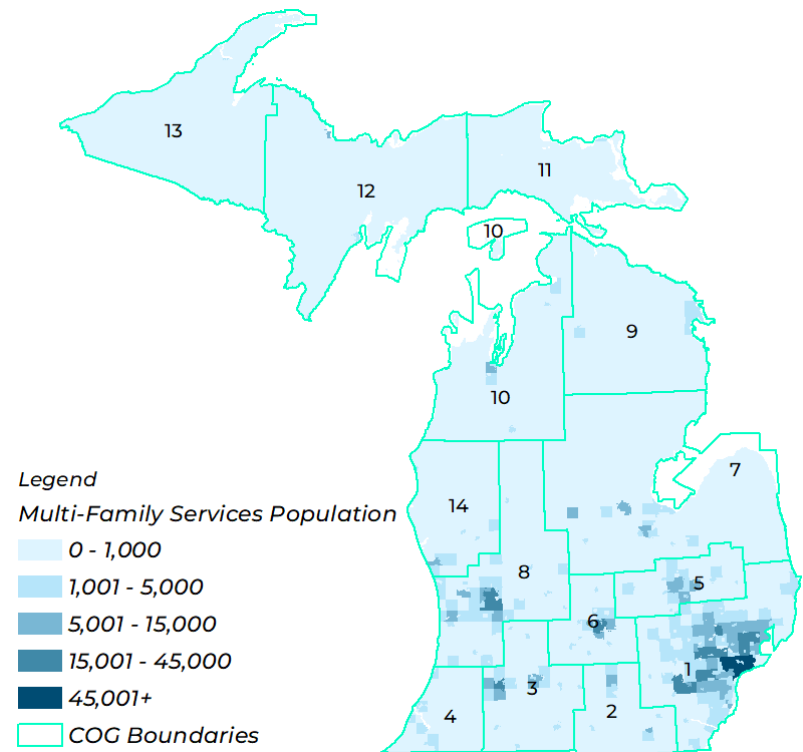 13
12
11
10
9
10
7
Legend
Multi-Family Services Population
0 - 1,000
1,001 - 5,000
5,001 - 15,000
15,001 - 45,000
45,001+
COG Boundaries
14
8
5
6
1
3
4
2